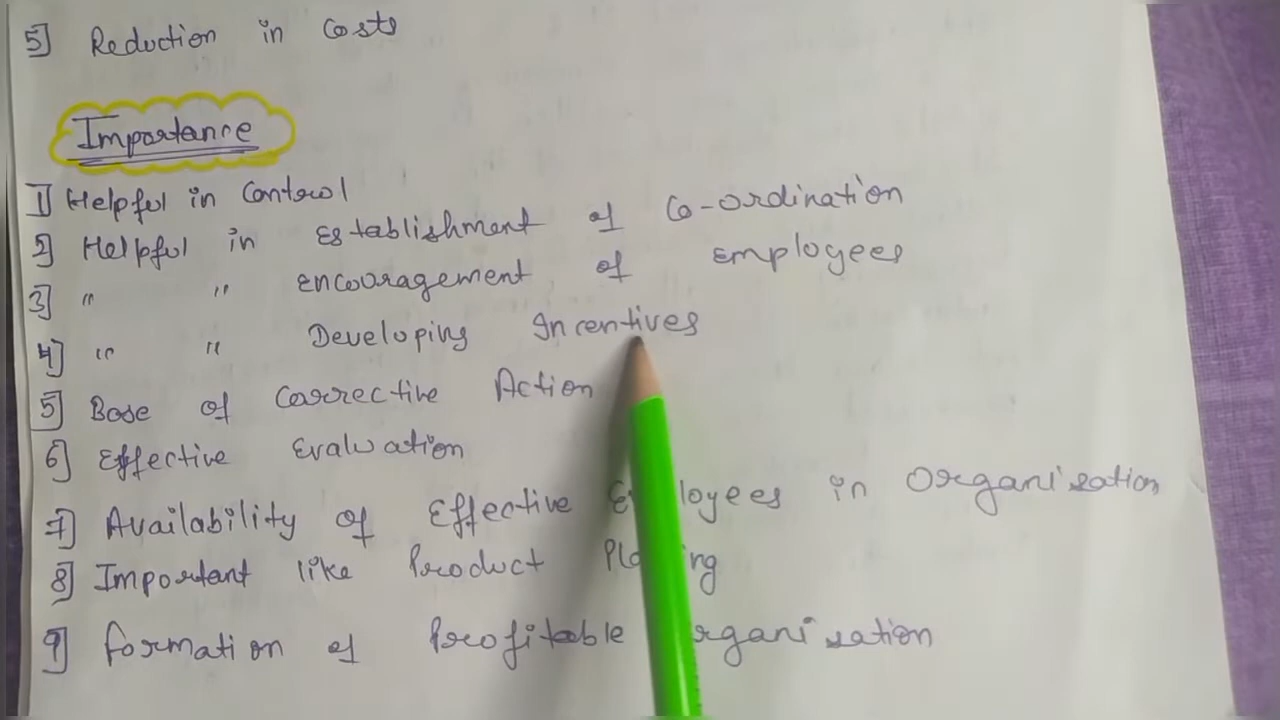 5] Reduction in Costs
Importance
1] Helpful in Control
2] Helpful in establishment of Co-ordination
3] " " encouragement of employees
4] " " Developing Incentives
5] Base of Corrective Action
6] Effective Evaluation
7] Availability of Effective in Organisation
8] Important like Product
9] Formation of Profitable